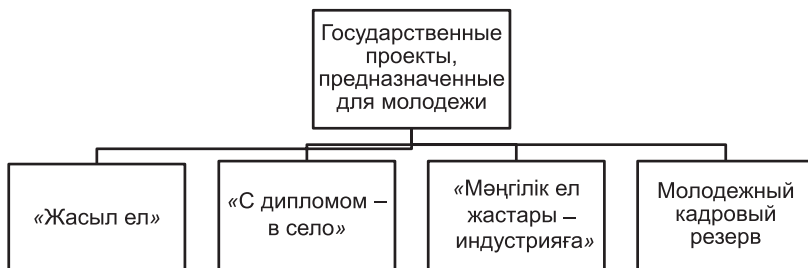 Государственные
проекты,
предназначенные
для молодежи
«Жасыл ел»
«С дипломом –
в село»
«Мәңгілік ел
жастары –
индустрияға»
Молодежный
кадровый
резерв